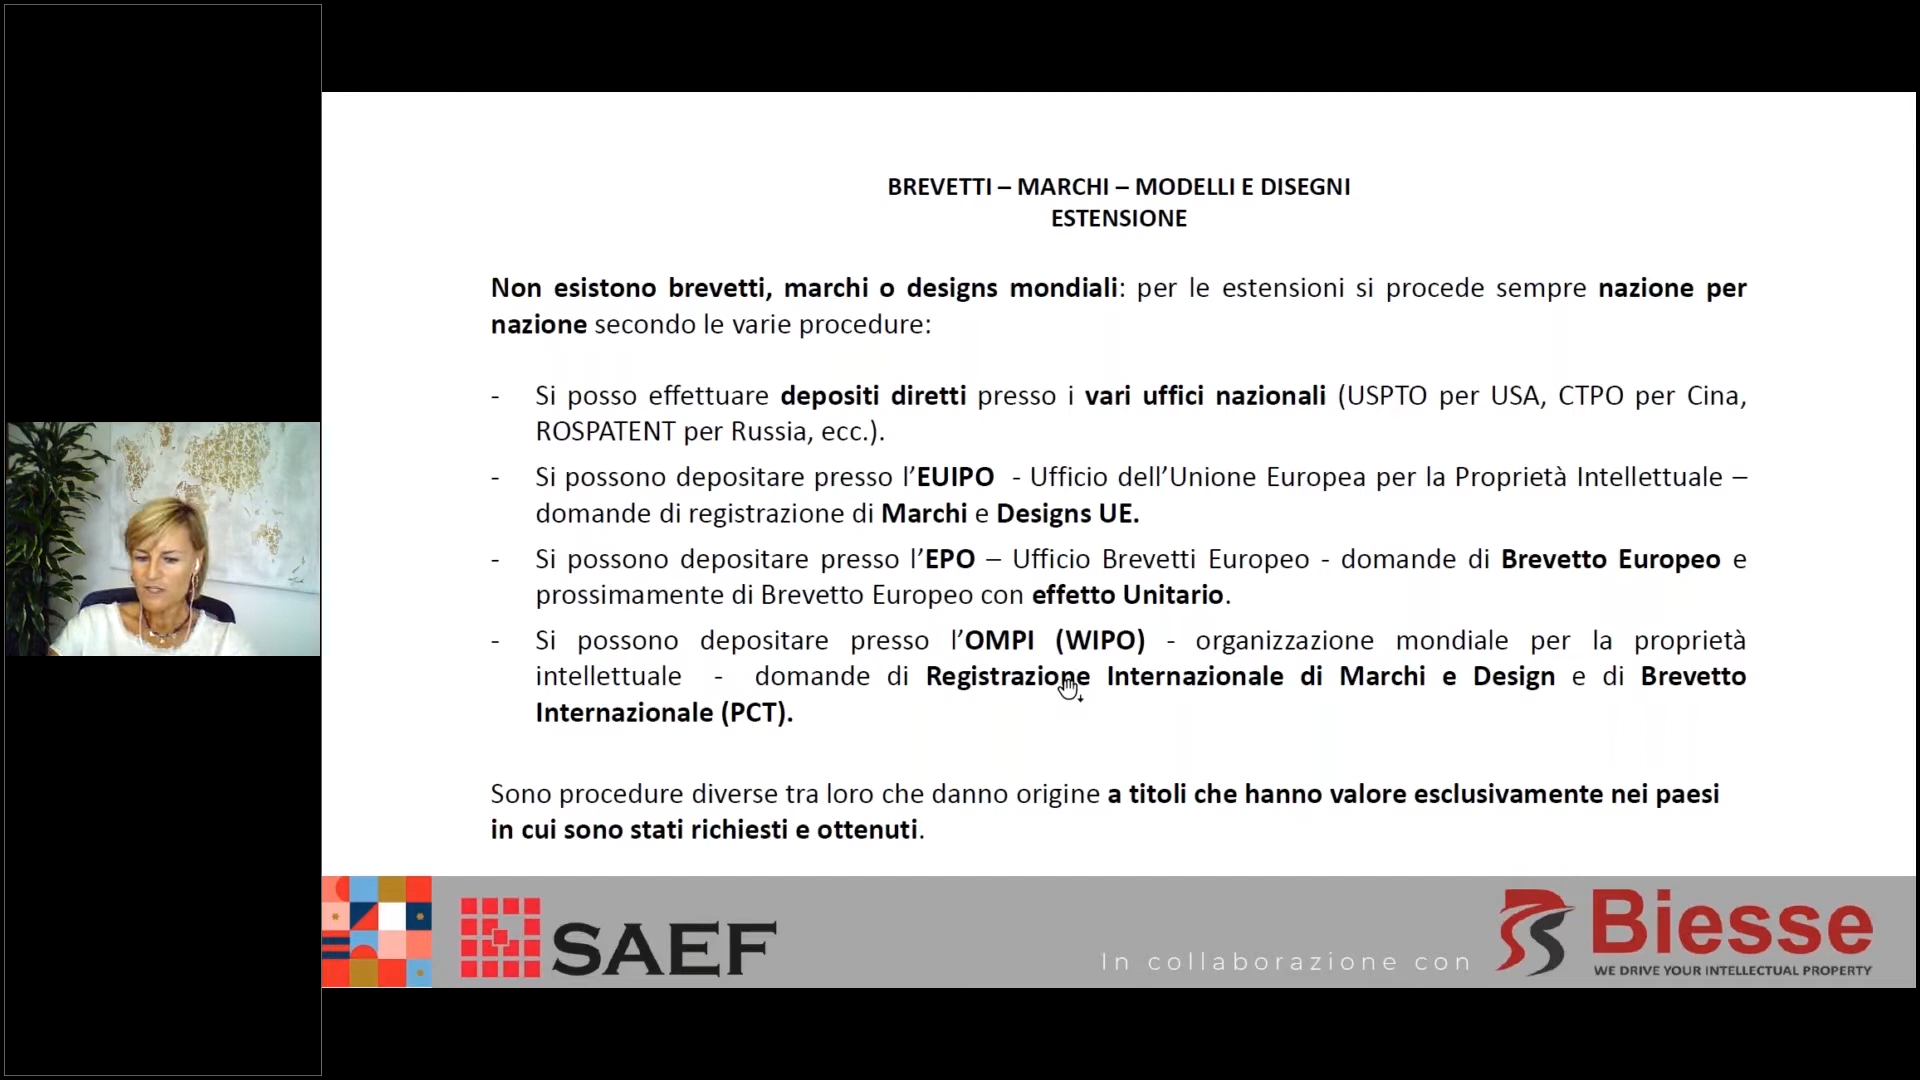 BREVETTI – MARCHI – MODELLI E DISEGNI
ESTENSIONE
Non esistono brevetti, marchi o designs mondiali: per le estensioni si procede sempre nazione per
nazione secondo le varie procedure:
- Si posso effettuare depositi diretti presso i vari uffici nazionali (USPTO per USA, CTPO per Cina,
ROSPATENT per Russia, ecc.).
- Si possono depositare presso l’EUIPO - Ufficio dell’Unione Europea per la Proprietà Intellettuale –
domande di registrazione di Marchi e Designs UE.
- Si possono depositare presso l’EPO – Ufficio Brevetti Europeo - domande di Brevetto Europeo e
prossimamente di Brevetto Europeo con effetto Unitario.
- Si possono depositare presso l’OMPI (WIPO) - organizzazione mondiale per la proprietà
intellettuale - domande di Registrazione Internazionale di Marchi e Design e di Brevetto
Internazionale (PCT).
Sono procedure diverse tra loro che danno origine a titoli che hanno valore esclusivamente nei paesi
in cui sono stati richiesti e ottenuti.
SAEF
In collaborazione con
Biesse
WE DRIVE YOUR INTELLECTUAL PROPERTY